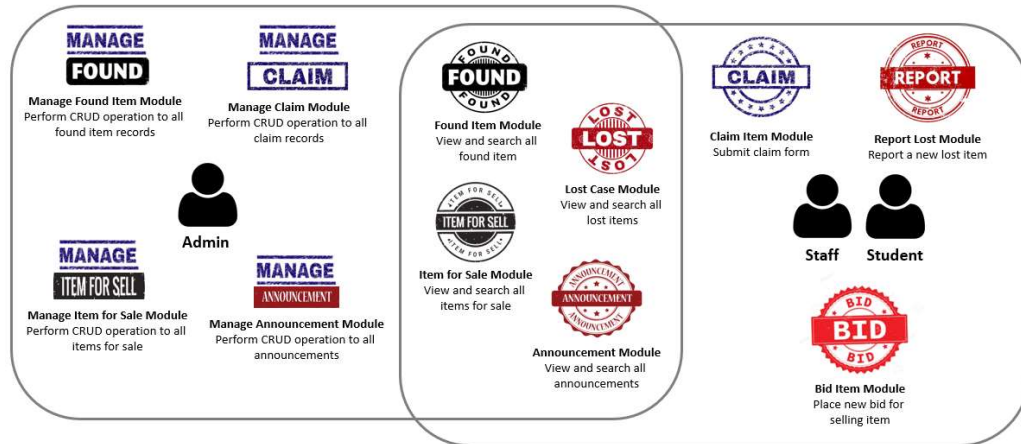 MANAGE
FOUND
Manage Found Item Module
Perform CRUD operation to all
found item records
MANAGE
CLAIM
Manage Claim Module
Perform CRUD operation to all
claim records
Admin
MANAGE
ITEM FOR SELL
Manage Item for Sale Module
Perform CRUD operation to all
items for sale
MANAGE
ANNOUNCEMENT
Manage Announcement Module
Perform CRUD operation to all
announcements
FOUND
FOUND
FOUND
Found Item Module
View and search all
found item
LOST
LOST
LOST
Lost Case Module
View and search all
lost items
ITEM FOR SELL
ITEM FOR SELL
ITEM FOR SELL
Item for Sale Module
View and search all
items for sale
ANNOUNCEMENT
ANNOUNCEMENT
ANNOUNCEMENT
Announcement Module
View and search all
announcements
CLAIM
Claim Item Module
Submit claim form
REPORT
REPORT
REPORT
Report Lost Module
Report a new lost item
Staff
Student
BID
BID
BID
Bid Item Module
Place new bid for
selling item